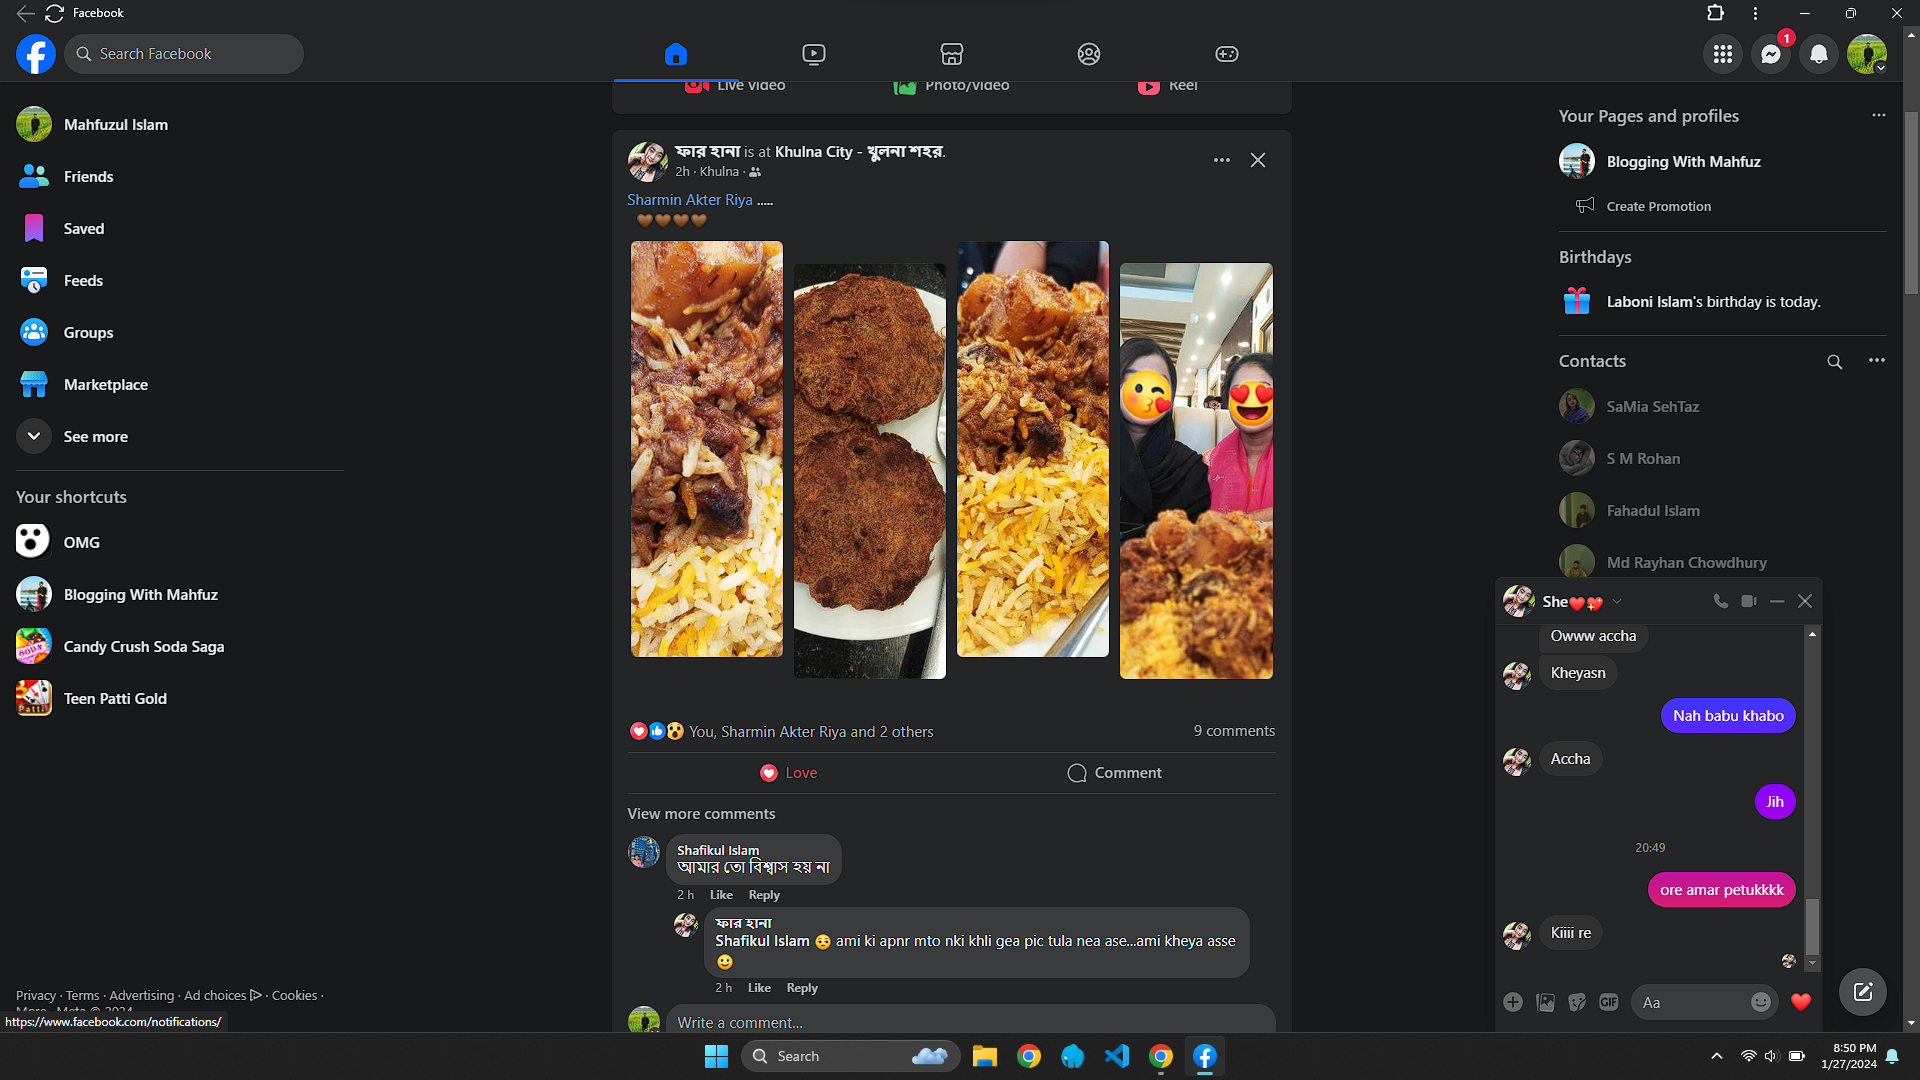 Facebook
Search Facebook
1
Mahfuzul Islam
Friends
Saved
Feeds
Groups
Marketplace
See more
Your shortcuts
OMG
Blogging With Mahfuz
Candy Crush Soda Saga
Teen Patti Gold
Privacy · Terms · Advertising · Ad choices · Cookies ·
More · Meta © 2024
https://www.facebook.com/notifications/
Live video
Photo/video
Reel
ফার হানা is at Khulna City - খুলনা শহর.
2h · Khulna ·
Sharmin Akter Riya .....
🤎🤎🤎🤎
You, Sharmin Akter Riya and 2 others
9 comments
Love
Comment
View more comments
Shafikul Islam
আমার তো বিশ্বাস হয় না
2 h Like Reply
ফার হানা
Shafikul Islam 😒 ami ki apnr mto nki khli gea pic tula nea ase...ami kheya asse
🙂
2 h Like Reply
Write a comment...
Your Pages and profiles
Blogging With Mahfuz
Create Promotion
Birthdays
Laboni Islam's birthday is today.
Contacts
SaMia SehTaz
S M Rohan
Fahadul Islam
Md Rayhan Chowdhury
She❤️💖
Owww accha
Kheyasn
Nah babu khabo
Accha
Jih
20:49
ore amar petukkkk
Kiiii re
GIF
Aa
Search
8:50 PM
1/27/2024